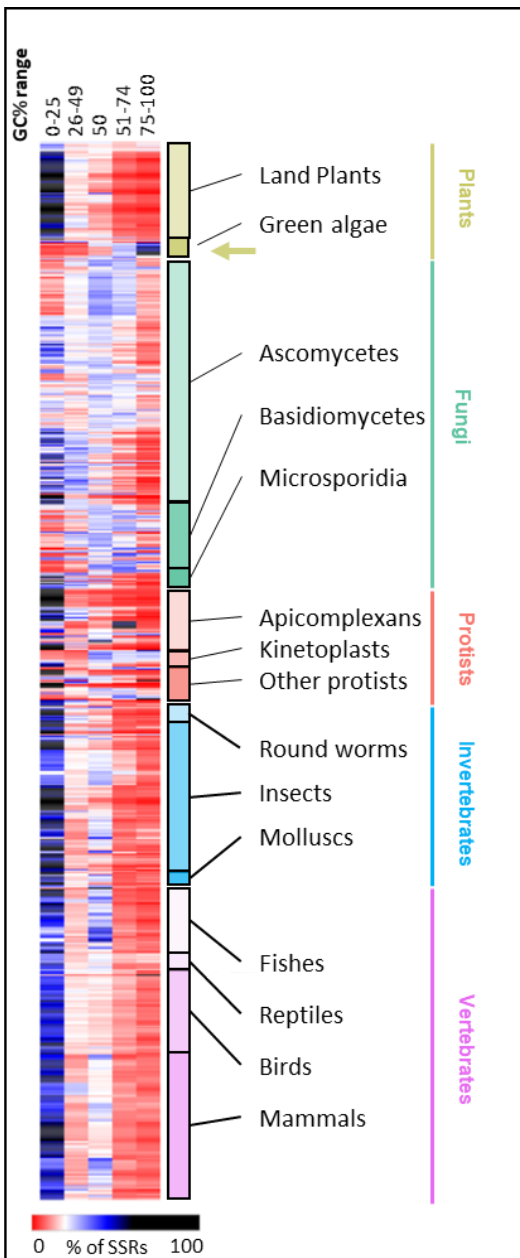 GC% range
0-25
26-49
50
51-74
75-100
Land Plants
Green algae
Plants
Ascomycetes
Basidiomycetes
Microsporidia
Fungi
Apicomplexans
Kinetoplasts
Other protists
Protists
Round worms
Insects
Molluscs
Invertebrates
Fishes
Reptiles
Birds
Mammals
Vertebrates
0 % of SSRs 100